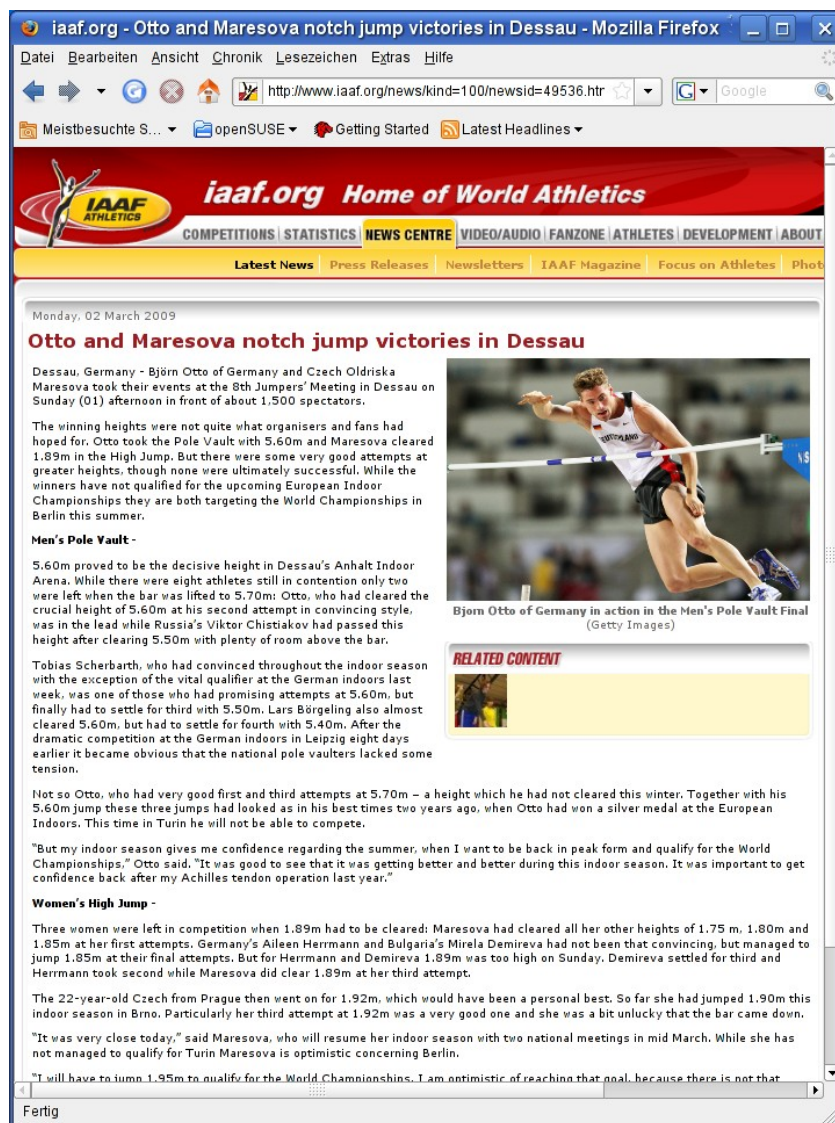 iaaf.org - Otto and Maresova notch jump victories in Dessau - Mozilla Firefox
Datei Bearbeiten Ansicht Chronik Lesezeichen Extras Hilfe
http://www.iaaf.org/news/kind=100/newsid=49536.htr
G Google
Meistbesuchte S... openSUSE Getting Started Latest Headlines
IAAF
ATHLETICS
iaaf.org Home of World Athletics
COMPETITIONS STATISTICS NEWS CENTRE VIDEO/AUDIO FANZONE ATHLETES DEVELOPMENT ABOUT
Latest News Press Releases Newsletters IAAF Magazine Focus on Athletes Phot
Monday, 02 March 2009
Otto and Maresova notch jump victories in Dessau
Dessau, Germany - Björn Otto of Germany and Czech Oldriska
Maresova took their events at the 8th Jumpers' Meeting in Dessau on
Sunday (01) afternoon in front of about 1,500 spectators.
The winning heights were not quite what organisers and fans had
hoped for. Otto took the Pole Vault with 5.60m and Maresova cleared
1.89m in the High Jump. But there were some very good attempts at
greater heights, though none were ultimately successful. While the
winners have not qualified for the upcoming European Indoor
Championships they are both targeting the World Championships in
Berlin this summer.
Men's Pole Vault -
5.60m proved to be the decisive height in Dessau's Anhalt Indoor
Arena. While there were eight athletes still in contention only two
were left when the bar was lifted to 5.70m: Otto, who had cleared the
crucial height of 5.60m at his second attempt in convincing style,
was in the lead while Russia's Viktor Chistiakov had passed this
height after clearing 5.50m with plenty of room above the bar.
Tobias Scherbarth, who had convinced throughout the indoor season
with the exception of the vital qualifier at the German indoors last
week, was one of those who had promising attempts at 5.60m, but
finally had to settle for third with 5.50m. Lars Börgeling also almost
cleared 5.60m, but had to settle for fourth with 5.40m. After the
dramatic competition at the German indoors in Leipzig eight days
earlier it became obvious that the national pole vaulters lacked some
tension.
DEUTSCHLAND
Bjorn Otto of Germany in action in the Men's Pole Vault Final
(Getty Images)
RELATED CONTENT
Not so Otto, who had very good first and third attempts at 5.70m – a height which he had not cleared this winter. Together with his
5.60m jump these three jumps had looked as in his best times two years ago, when Otto had won a silver medal at the European
Indoors. This time in Turin he will not be able to compete.
"But my indoor season gives me confidence regarding the summer, when I want to be back in peak form and qualify for the World
Championships," Otto said. "It was good to see that it was getting better and better during this indoor season. It was important to get
confidence back after my Achilles tendon operation last year."
Women's High Jump -
Three women were left in competition when 1.89m had to be cleared: Maresova had cleared all her other heights of 1.75 m, 1.80m and
1.85m at her first attempts. Germany's Aileen Herrmann and Bulgaria's Mirela Demireva had not been that convincing, but managed to
jump 1.85m at their final attempts. But for Herrmann and Demireva 1.89m was too high on Sunday. Demireva settled for third and
Herrmann took second while Maresova did clear 1.89m at her third attempt.
The 22-year-old Czech from Prague then went on for 1.92m, which would have been a personal best. So far she had jumped 1.90m this
indoor season in Brno. Particularly her third attempt at 1.92m was a very good one and she was a bit unlucky that the bar came down.
"It was very close today," said Maresova, who will resume her indoor season with two national meetings in mid March. While she has
not managed to qualify for Turin Maresova is optimistic concerning Berlin.
"I will have to jump 1.95m to qualify for the World Championships. I am optimistic of reaching that goal, because there is not that
Fertig